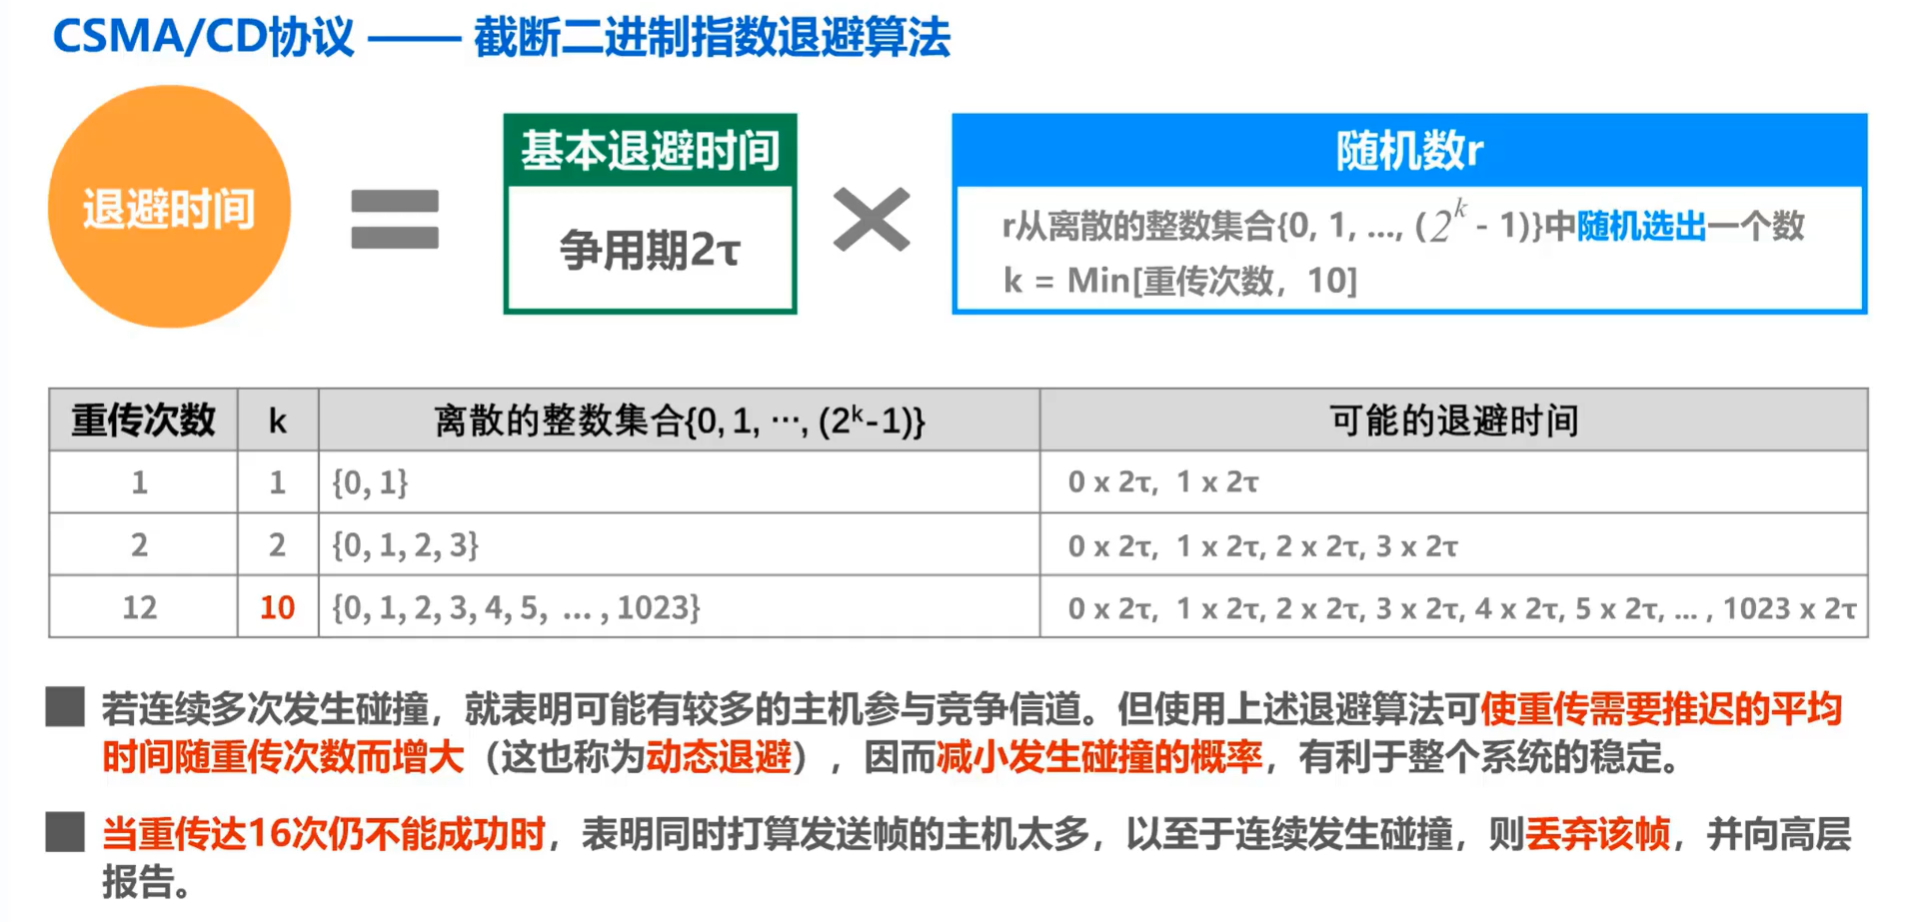 CSMA/CD协议 —— 截断二进制指数退避算法
退避时间
=
基本退避时间
争用期2τ
×
随机数r
r从离散的整数集合{0, 1, ..., (2^k - 1)}中随机选出一个数
k = Min[重传次数，10]
重传次数 k 离散的整数集合{0, 1, ···, (2^k-1)} 可能的退避时间
1 1 {0, 1} 0 x 2τ，1 x 2τ
2 2 {0, 1, 2, 3} 0 x 2τ，1 x 2τ, 2 x 2τ, 3 x 2τ
12 10 {0, 1, 2, 3, 4, 5, ... , 1023} 0 x 2τ，1 x 2τ, 2 x 2τ, 3 x 2τ, 4 x 2τ, 5 x 2τ, ... , 1023 x 2τ
若连续多次发生碰撞，就表明可能有较多的主机参与竞争信道。但使用上述退避算法可使重传需要推迟的平均
时间随重传次数而增大（这也称为动态退避），因而减小发生碰撞的概率，有利于整个系统的稳定。
当重传达16次仍不能成功时，表明同时打算发送帧的主机太多，以至于连续发生碰撞，则丢弃该帧，并向高层
报告。